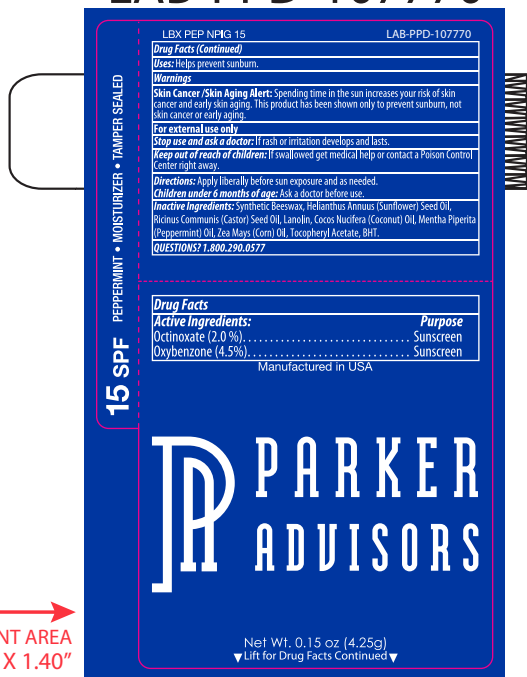 LAB-PPD-107770
LBX PEP NPIG 15 LAB-PPD-107770
Drug Facts (Continued)
Uses: Helps prevent sunburn.
Warnings
Skin Cancer /Skin Aging Alert: Spending time in the sun increases your risk of skin
cancer and early skin aging. This product has been shown only to prevent sunburn, not
skin cancer or early aging.
For external use only
Stop use and ask a doctor: If rash or irritation develops and lasts.
Keep out of reach of children: If swallowed get medical help or contact a Poison Control
Center right away.
Directions: Apply liberally before sun exposure and as needed.
Children under 6 months of age: Ask a doctor before use.
Inactive Ingredients: Synthetic Beeswax, Helianthus Annuus (Sunflower) Seed Oil,
Ricinus Communis (Castor) Seed Oil, Lanolin, Cocos Nucifera (Coconut) Oil, Mentha Piperita
(Peppermint) Oil, Zea Mays (Corn) Oil, Tocopheryl Acetate, BHT.
QUESTIONS? 1.800.290.0577
15 SPF PEPPERMINT • MOISTURIZER • TAMPER SEALED
Drug Facts
Active Ingredients: Purpose
Octinoxate (2.0 %)..................................... Sunscreen
Oxybenzone (4.5%).................................... Sunscreen
Manufactured in USA
PARKER
ADVISORS
NT AREA
X 1.40”
Net Wt. 0.15 oz (4.25g)
▼Lift for Drug Facts Continued▼